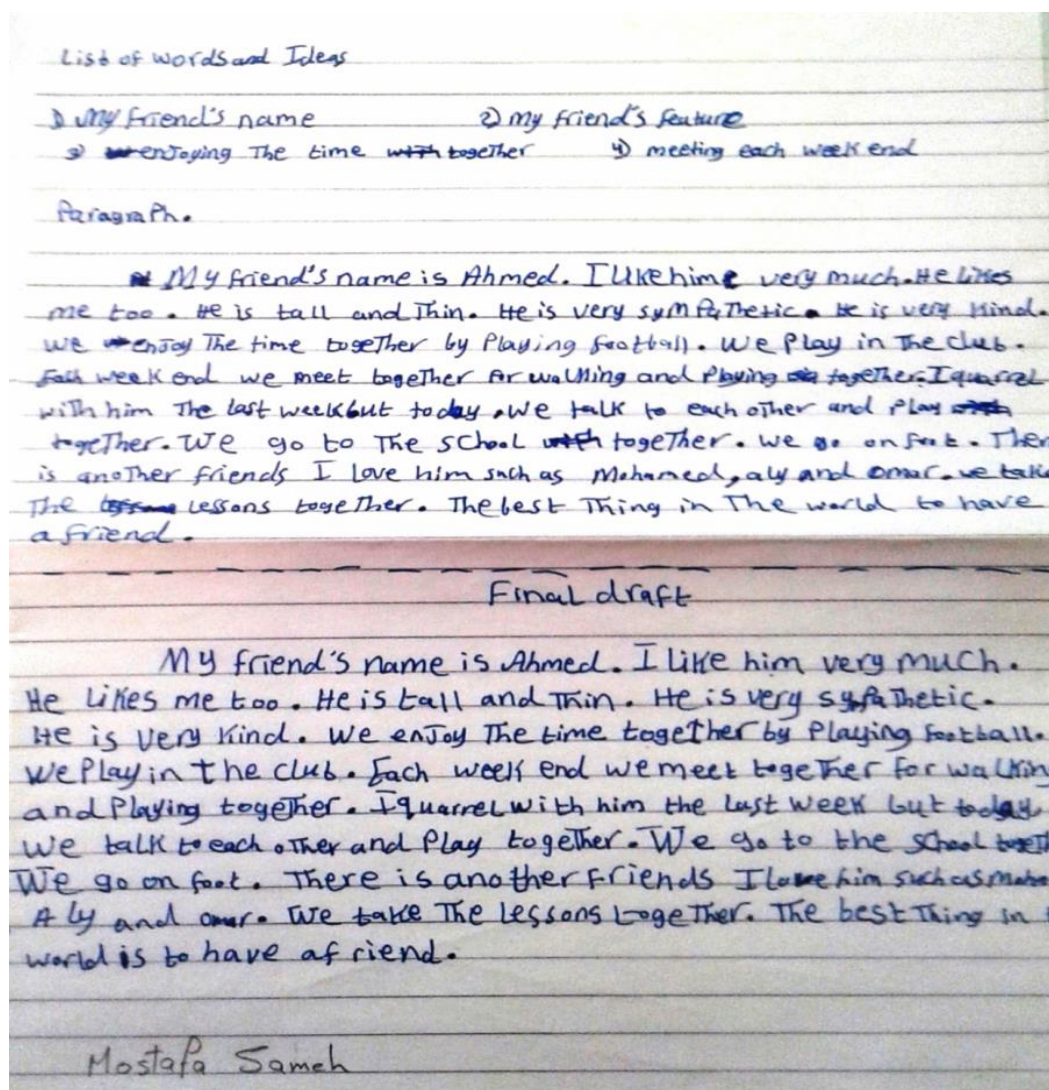 List of words and Ideas
1) My friend's name 2) my friend's feature
3) enjoying The time together 4) meeting each week end
Paragraph.
My friend's name is Ahmed. I like hime very much. He likes
me too. He is tall and Thin. He is very sympathetic. He is very kind.
we enjoy The time together by Playing football. We Play in The club.
Each week end we meet together for walking and Playing together. I quarrel
with him The last week but today. We talk to each other and Play
together. We go to The school together. we go on foot. Ther
is another friends I love him such as Mohamed, aly and omar. we take
The Lessons together. The best Thing in The world to have
a friend.
Final draft
My friend's name is Ahmed. I like him very much.
He Likes me too. He is tall and Thin. He is very sypathetic.
He is very kind. We enjoy The time together by Playing football.
We Play in the club. Each week end we meet together for walkin
and Playing together. I quarrel with him the last week but today
We talk to each other and Play together. We go to the school togeth
We go on foot. There is another friends I love him such as Moha
Aly and omar. We take The Lessons together. The best Thing in
world is to have af riend.
Mostafa Sameh